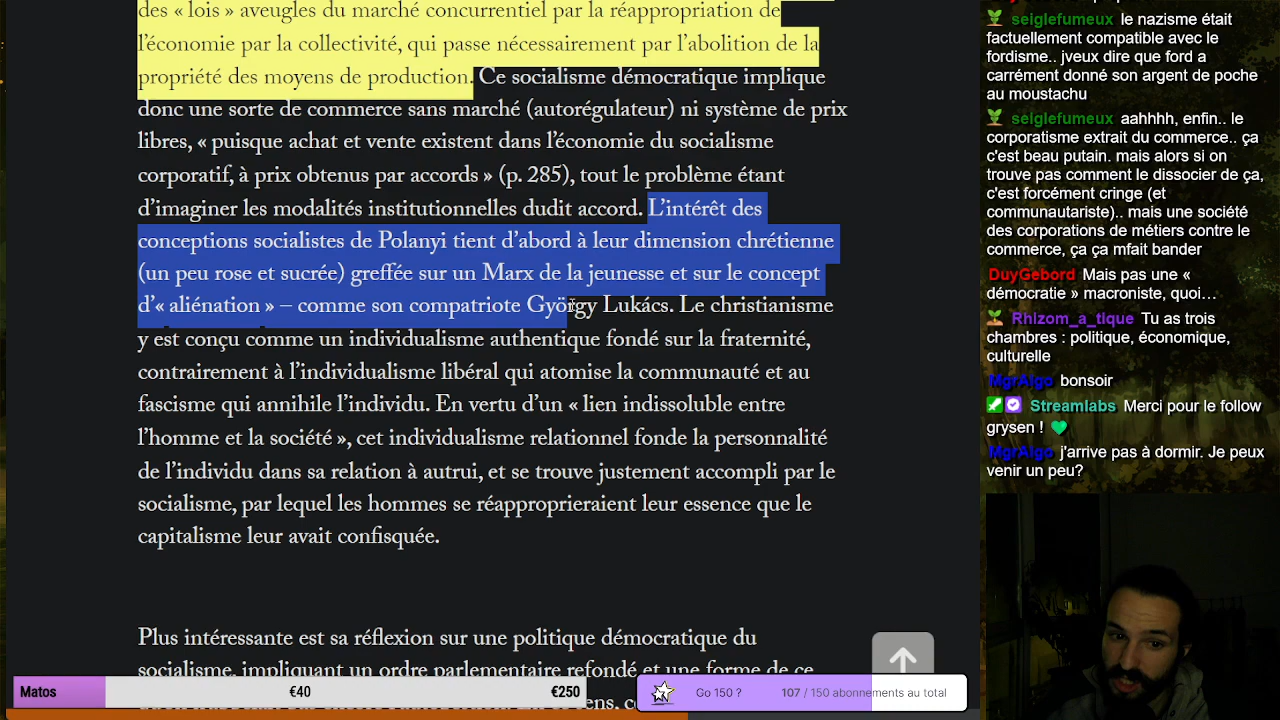 des « lois » aveugles du marché concurrentiel par la réappropriation de
l'économie par la collectivité, qui passe nécessairement par l'abolition de la
propriété des moyens de production. Ce socialisme démocratique implique
donc une sorte de commerce sans marché (autorégulateur) ni système de prix
libres, « puisque achat et vente existent dans l'économie du socialisme
corporatif, à prix obtenus par accords » (p. 285), tout le problème étant
d'imaginer les modalités institutionnelles dudit accord. L'intérêt des
conceptions socialistes de Polanyi tient d'abord à leur dimension chrétienne
(un peu rose et sucrée) greffée sur un Marx de la jeunesse et sur le concept
d'« aliénation » – comme son compatriote György Lukács. Le christianisme
y est conçu comme un individualisme authentique fondé sur la fraternité,
contrairement à l'individualisme libéral qui atomise la communauté et au
fascisme qui annihile l'individu. En vertu d'un « lien indissoluble entre
l'homme et la société », cet individualisme relationnel fonde la personnalité
de l'individu dans sa relation à autrui, et se trouve justement accompli par le
socialisme, par lequel les hommes se réapproprieraient leur essence que le
capitalisme leur avait confisquée.
Plus intéressante est sa réflexion sur une politique démocratique du
socialisme, impliquant un ordre parlementaire refondé et une forme de ce
Matos
€40
€250
Go 150 ?
107 / 150 abonnements au total
seiglefumeux le nazisme était
factuellement compatible avec le
fordisme.. jveux dire que ford a
carrément donné son argent de poche
au moustachu
seiglefumeux aahhhh, enfin.. le
corporatisme extrait du commerce.. ça
c'est beau putain. mais alors si on
trouve pas comment le dissocier de ça,
c'est forcément cringe (et
communautariste).. mais une société
des corporations de métiers contre le
commerce, ça ça mfait bander
DuyGebord Mais pas une «
démocratie » macroniste, quoi…
Rhizom_a_tique Tu as trois
chambres : politique, économique,
culturelle
MgrAlgo bonsoir
Streamlabs Merci pour le follow
grysen !
MgrAlgo j'arrive pas à dormir. Je peux
venir un peu?